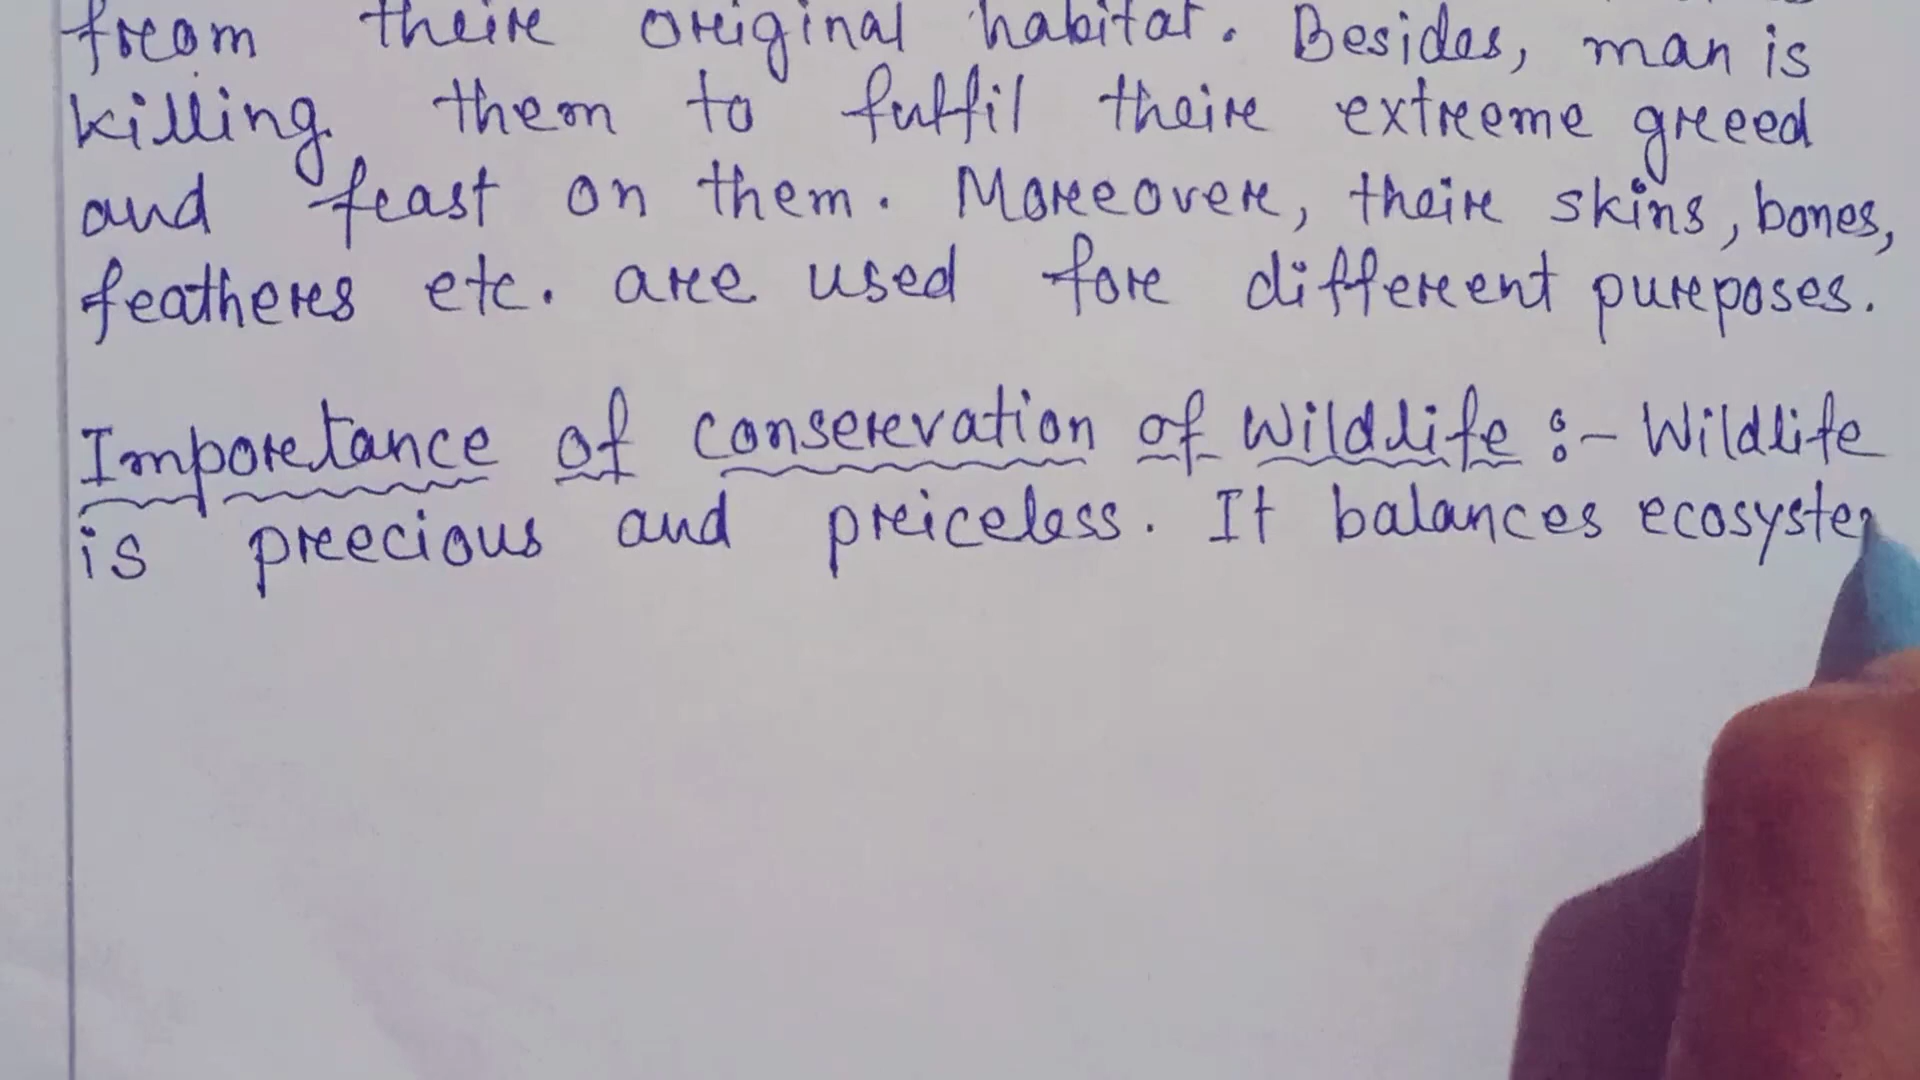 from their original habitat. Besides, man is
killing them to fulfil their extreme greed
and feast on them. Moreover, their skins, bones,
feathers etc. are used for different purposes.
Importance of conservation of Wildlife :- Wildlife
is precious and priceless. It balances ecosyste